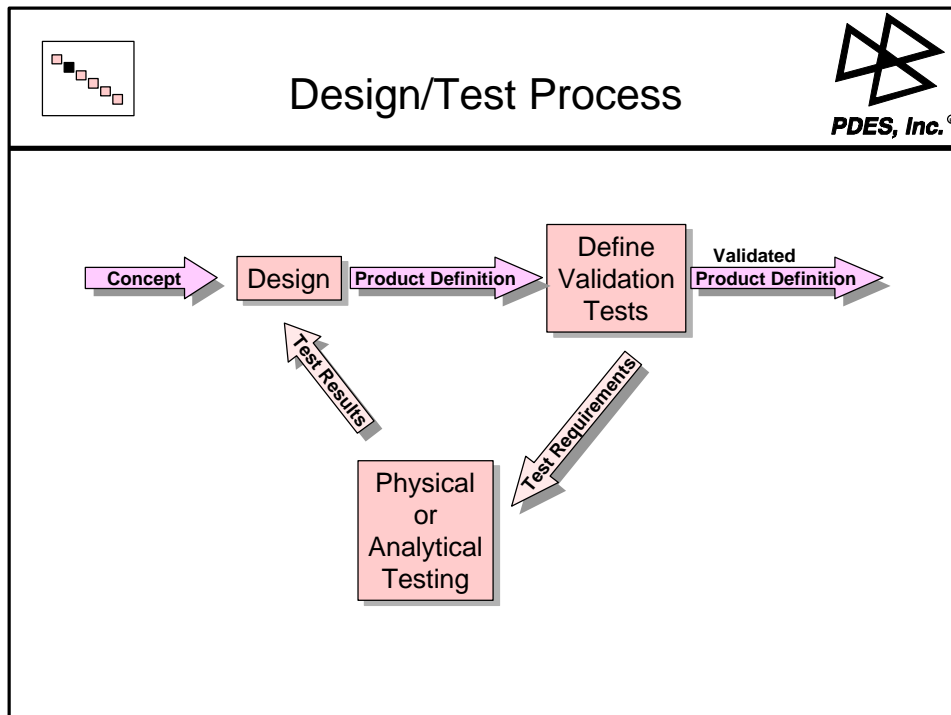 Design/Test Process
PDES, Inc.®
Concept
Design
Product Definition
Define
Validation
Tests
Validated
Product Definition
Test Results
Test Requirements
Physical
or
Analytical
Testing